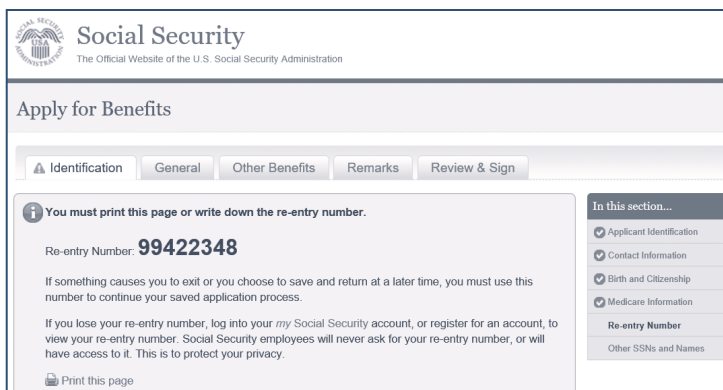 SOCIAL SECURITY
USA
ADMINISTRATION
Social Security
The Official Website of the U.S. Social Security Administration
Apply for Benefits
Identification
General
Other Benefits
Remarks
Review & Sign
You must print this page or write down the re-entry number.
Re-entry Number: 99422348
If something causes you to exit or you choose to save and return at a later time, you must use this
number to continue your saved application process.
If you lose your re-entry number, log into your my Social Security account, or register for an account, to
view your re-entry number. Social Security employees will never ask for your re-entry number, or will
have access to it. This is to protect your privacy.
Print this page
In this section...
Applicant Identification
Contact Information
Birth and Citizenship
Medicare Information
Re-entry Number
Other SSNs and Names